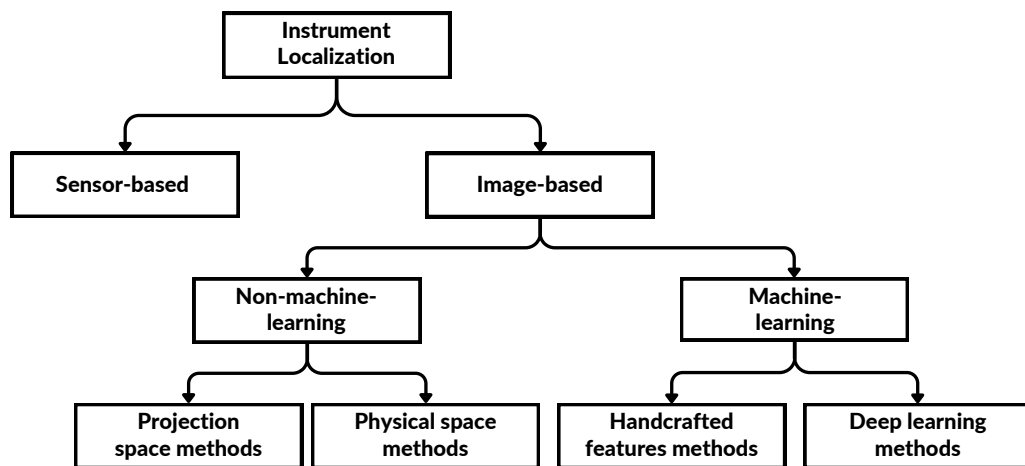 Instrument
Localization
Sensor-based
Image-based
Non-machine-
learning
Machine-
learning
Projection
space methods
Physical space
methods
Handcrafted
features methods
Deep learning
methods